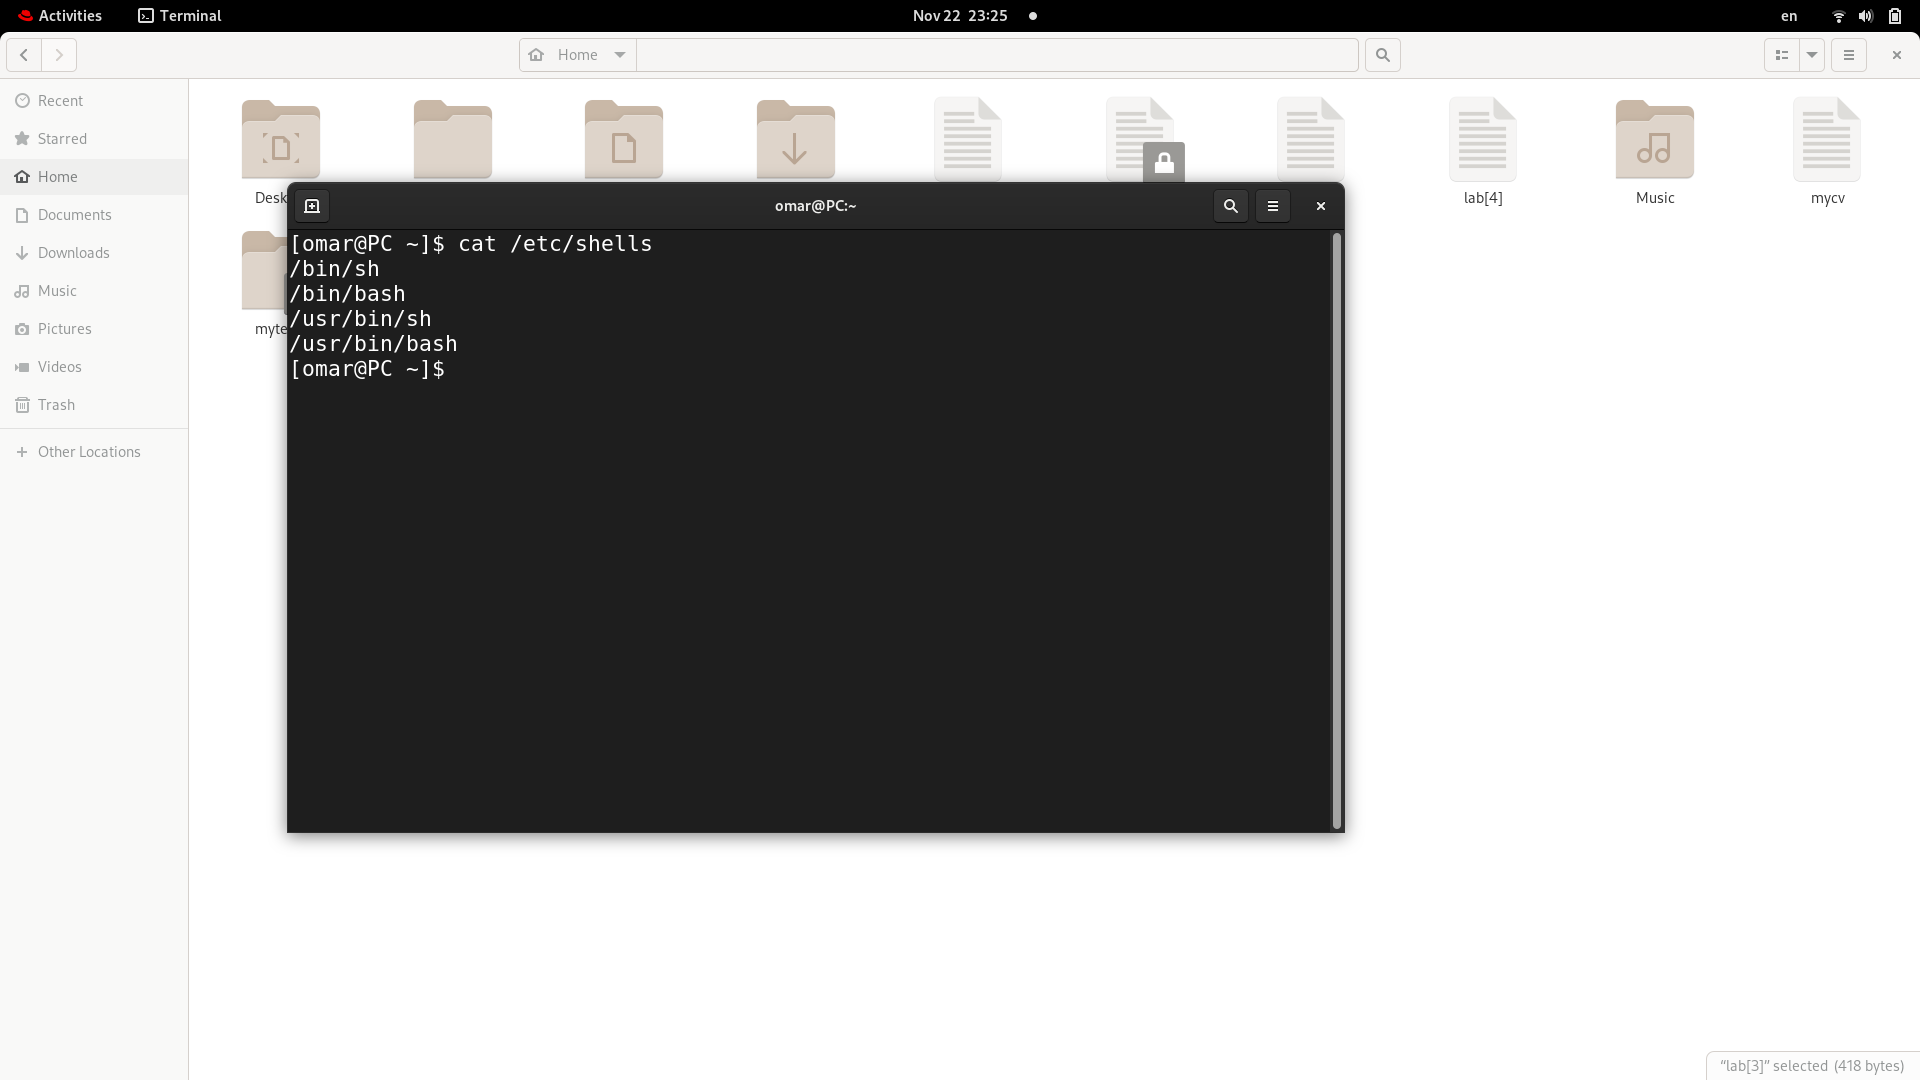 Activities
Terminal
Nov 22 23:25
en
Home
Recent
Starred
Home
Documents
Downloads
Music
Pictures
Videos
Trash
Other Locations
Desk
lab[4]
Music
mycv
myte
omar@PC:~
[omar@PC ~]$ cat /etc/shells
/bin/sh
/bin/bash
/usr/bin/sh
/usr/bin/bash
[omar@PC ~]$
“lab[3]” selected (418 bytes)